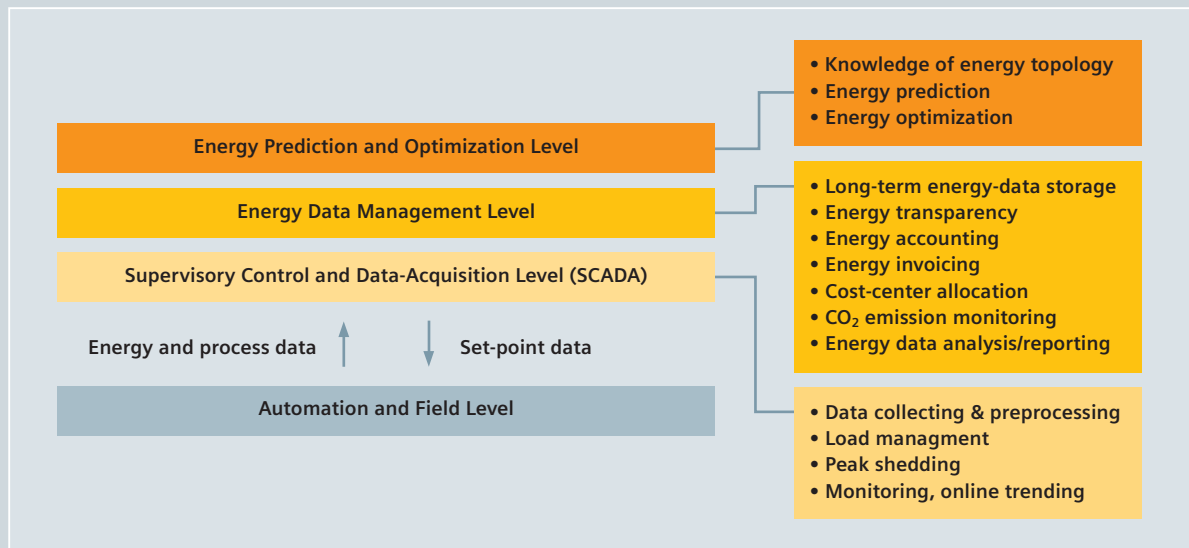 Energy Prediction and Optimization Level
Energy Data Management Level
Supervisory Control and Data-Acquisition Level (SCADA)
Energy and process data
Set-point data
Automation and Field Level
• Knowledge of energy topology
• Energy prediction
• Energy optimization
• Long-term energy-data storage
• Energy transparency
• Energy accounting
• Energy invoicing
• Cost-center allocation
• CO₂ emission monitoring
• Energy data analysis/reporting
• Data collecting & preprocessing
• Load managment
• Peak shedding
• Monitoring, online trending